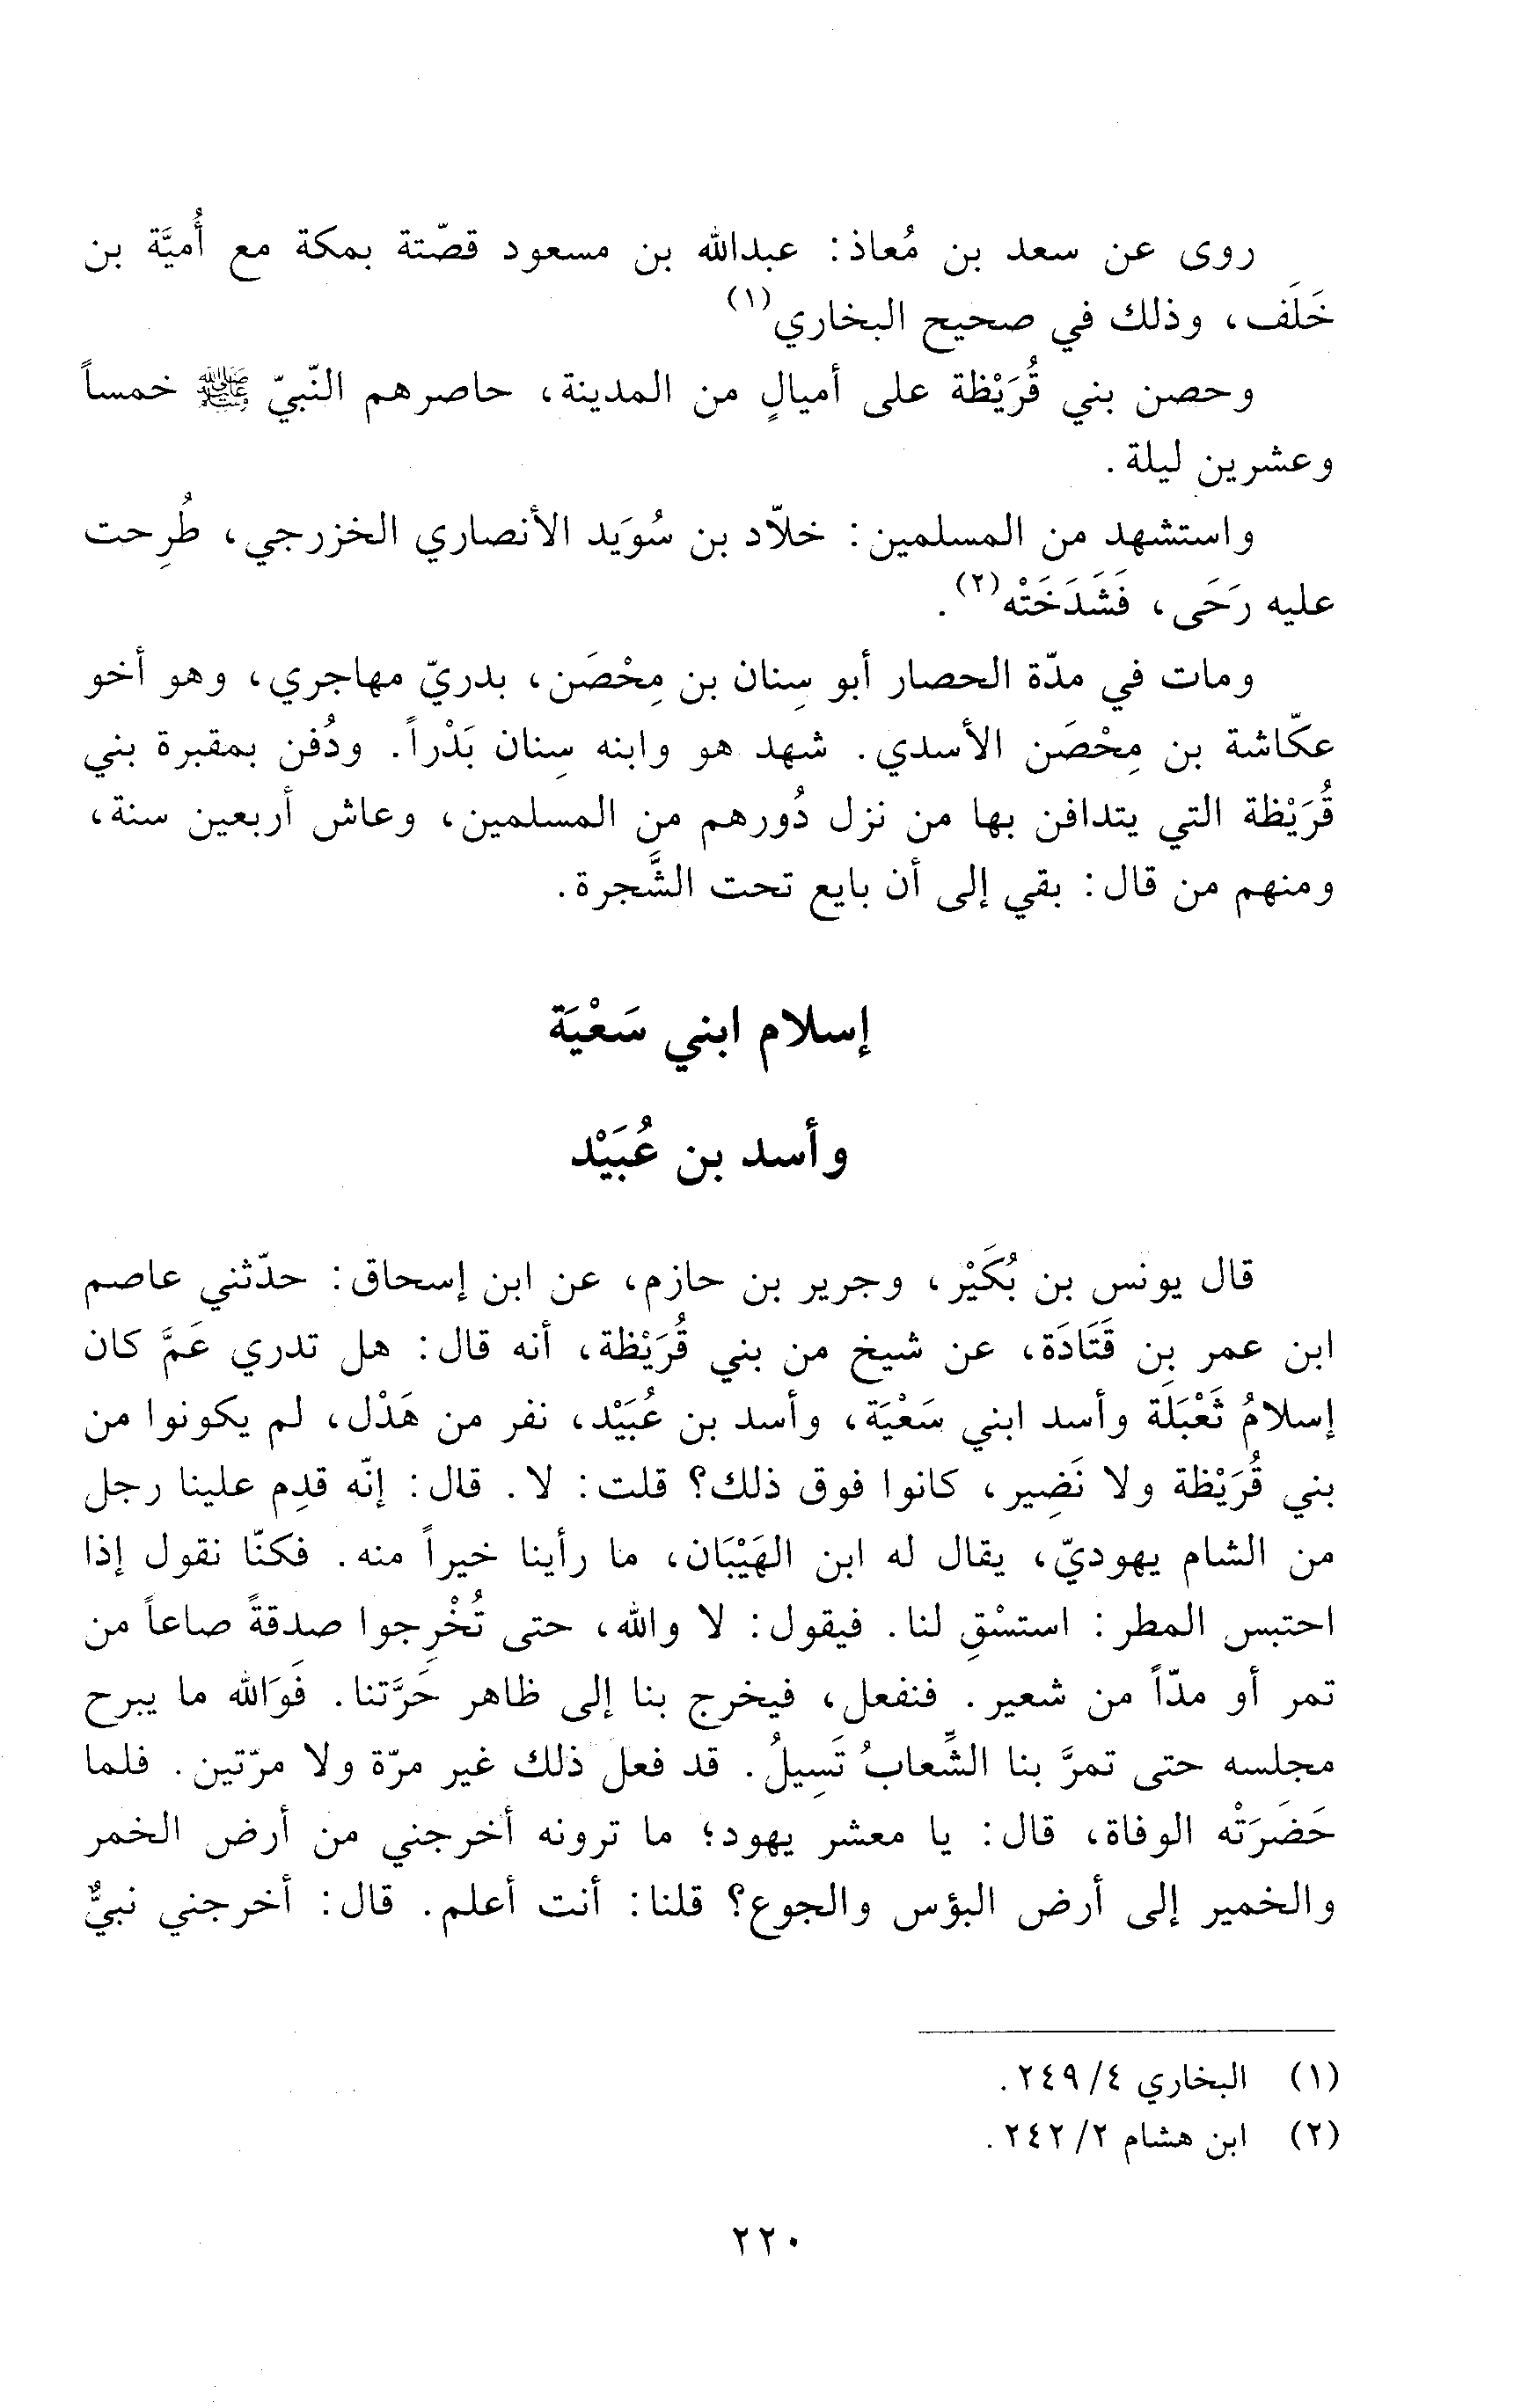 روى عن سعد بن مُعاذ: عبدالله بن مسعود قصّتة بمكة مع أُميَّة بن
خَلَف، وذلك في صحيح البخاري(١)
وحصن بني قُرَيْظة على أميالٍ من المدينة، حاصرهم النّبيّ ﷺ خمساً
وعشرين ليلة.
واستشهد من المسلمين: خلاّد بن سُوَيد الأنصاري الخزرجي، طُرِحت
عليه رَحَى، فَشَدَخَتْه(٢).
ومات في مدّة الحصار أبو سِنان بن مِحْصَن، بدريّ مهاجري، وهو أخو
عكّاشة بن مِحْصَن الأسدي. شهد هو وابنه سِنان بَدْراً. ودُفن بمقبرة بني
قُرَيْظة التي يتدافن بها من نزل دُورهم من المسلمين، وعاش أربعين سنة،
ومنهم من قال: بقي إلى أن بايع تحت الشَّجرة.
إسلام ابني سَعْيَة
وأسد بن عُبَيْد
قال يونس بن بُكَيْر، وجرير بن حازم، عن ابن إسحاق: حدّثني عاصم
ابن عمر بن قَتَادَة، عن شيخ من بني قُرَيْظة، أنه قال: هل تدري عَمَّ كان
إسلامُ ثَعْبَلَة وأسد ابني سَعْيَة، وأسد بن عُبَيْد، نفر من هَدْل، لم يكونوا من
بني قُرَيْظة ولا نَضِير، كانوا فوق ذلك؟ قلت: لا. قال: إنّه قدِم علينا رجل
من الشام يهوديّ، يقال له ابن الهَيْبَان، ما رأينا خيراً منه. فكنّا نقول إذا
احتبس المطر: استسْقِ لنا. فيقول: لا والله، حتى تُخْرِجوا صدقةً صاعاً من
تمر أو مدّاً من شعير. فنفعل، فيخرج بنا إلى ظاهر حَرَّتنا. فَوَالله ما يبرح
مجلسه حتى تمرَّ بنا الشِّعابُ تَسِيلُ. قد فعل ذلك غير مرّة ولا مرّتين. فلما
حَضَرَتْه الوفاة، قال: يا معشر يهود؛ ما ترونه أخرجني من أرض الخمر
والخمير إلى أرض البؤس والجوع؟ قلنا: أنت أعلم. قال: أخرجني نبيٌّ
(١) البخاري ٤/ ٢٤٩.
(٢) ابن هشام ٢/ ٢٤٢.
٢٢٠